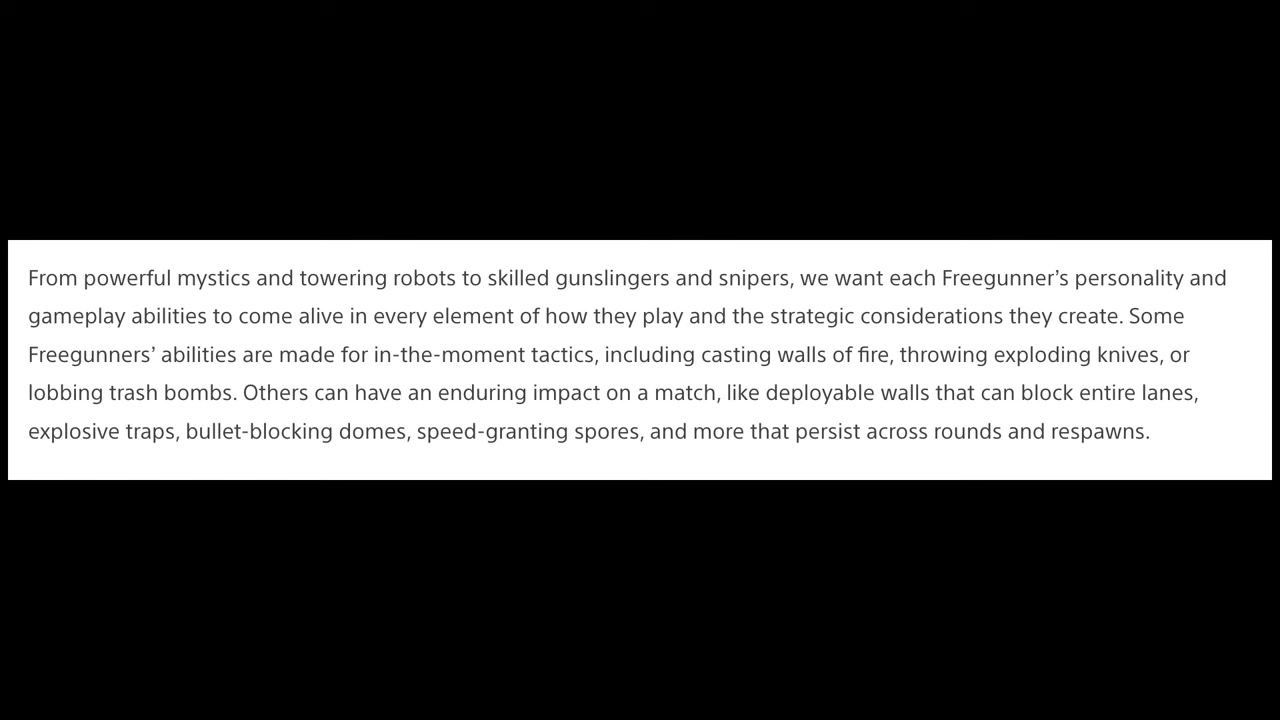 From powerful mystics and towering robots to skilled gunslingers and snipers, we want each Freegunner’s personality and
gameplay abilities to come alive in every element of how they play and the strategic considerations they create. Some
Freegunners’ abilities are made for in-the-moment tactics, including casting walls of fire, throwing exploding knives, or
lobbing trash bombs. Others can have an enduring impact on a match, like deployable walls that can block entire lanes,
explosive traps, bullet-blocking domes, speed-granting spores, and more that persist across rounds and respawns.